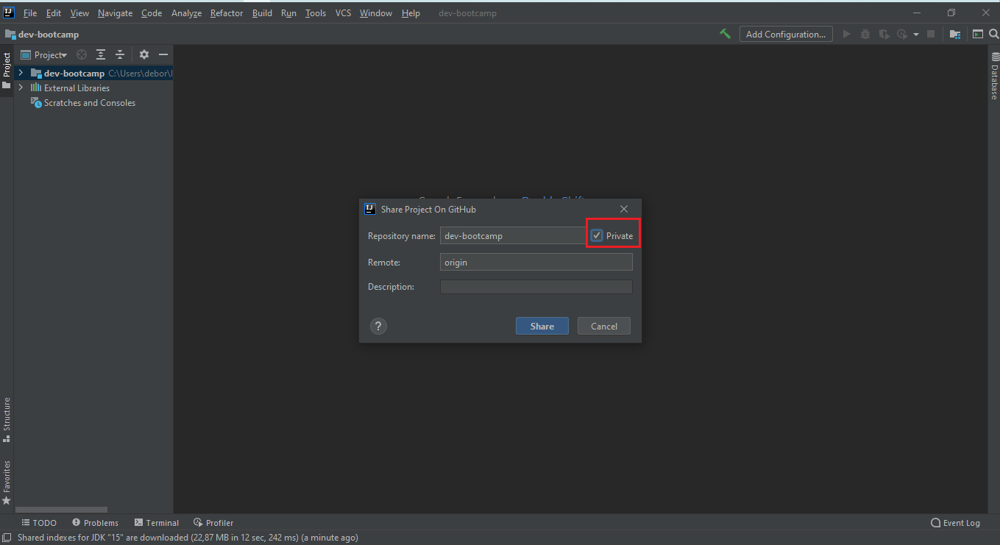 IJ File Edit View Navigate Code Analyze Refactor Build Run Tools VCS Window Help dev-bootcamp
dev-bootcamp
Add Configuration...
Project
Project
dev-bootcamp C:\Users\debor\
External Libraries
Scratches and Consoles
Database
IJ Share Project On GitHub
Repository name: dev-bootcamp Private
Remote: origin
Description:
? Share Cancel
Structure
Favorites
TODO Problems Terminal Profiler Event Log
Shared indexes for JDK "15" are downloaded (22,87 MB in 12 sec, 242 ms) (a minute ago)